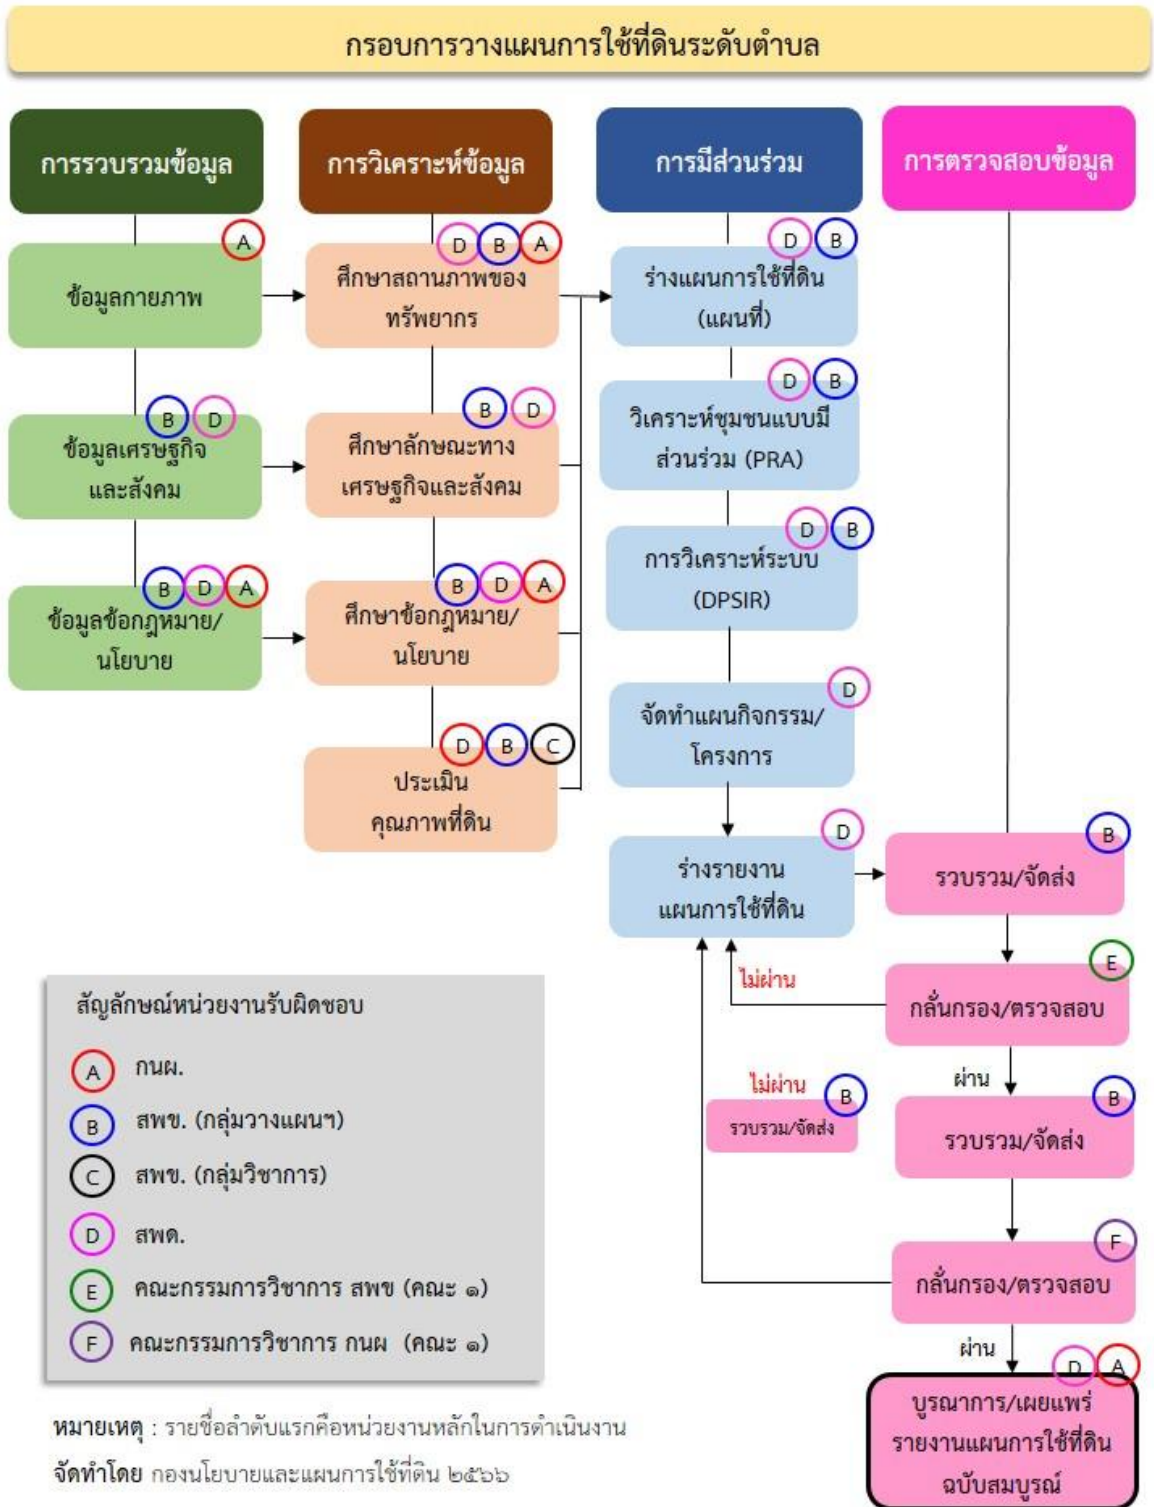 กรอบการวางแผนการใช้ที่ดินระดับตำบล
การรวบรวมข้อมูล
การวิเคราะห์ข้อมูล
การมีส่วนร่วม
การตรวจสอบข้อมูล
A
ข้อมูลกายภาพ
B D
ข้อมูลเศรษฐกิจ
และสังคม
B D A
ข้อมูลข้อกฎหมาย/
นโยบาย
D B A
ศึกษาสถานภาพของ
ทรัพยากร
B D
ศึกษาลักษณะทาง
เศรษฐกิจและสังคม
B D A
ศึกษาข้อกฎหมาย/
นโยบาย
D B C
ประเมิน
คุณภาพที่ดิน
D B
ร่างแผนการใช้ที่ดิน
(แผนที่)
D B
วิเคราะห์ชุมชนแบบมี
ส่วนร่วม (PRA)
D B
การวิเคราะห์ระบบ
(DPSIR)
D
จัดทำแผนกิจกรรม/
โครงการ
D
ร่างรายงาน
แผนการใช้ที่ดิน
B
รวบรวม/จัดส่ง
E
กลั่นกรอง/ตรวจสอบ
ไม่ผ่าน
ผ่าน
B
รวบรวม/จัดส่ง
ไม่ผ่าน
B
รวบรวม/จัดส่ง
F
กลั่นกรอง/ตรวจสอบ
ผ่าน
D A
บูรณาการ/เผยแพร่
รายงานแผนการใช้ที่ดิน
ฉบับสมบูรณ์
สัญลักษณ์หน่วยงานรับผิดชอบ
A กนผ.
B สพข. (กลุ่มวางแผนฯ)
C สพข. (กลุ่มวิชาการ)
D สพด.
E คณะกรรมการวิชาการ สพข (คณะ ๑)
F คณะกรรมการวิชาการ กนผ (คณะ ๑)
หมายเหตุ : รายชื่อลำดับแรกคือหน่วยงานหลักในการดำเนินงาน
จัดทำโดย กองนโยบายและแผนการใช้ที่ดิน ๒๕๖๖